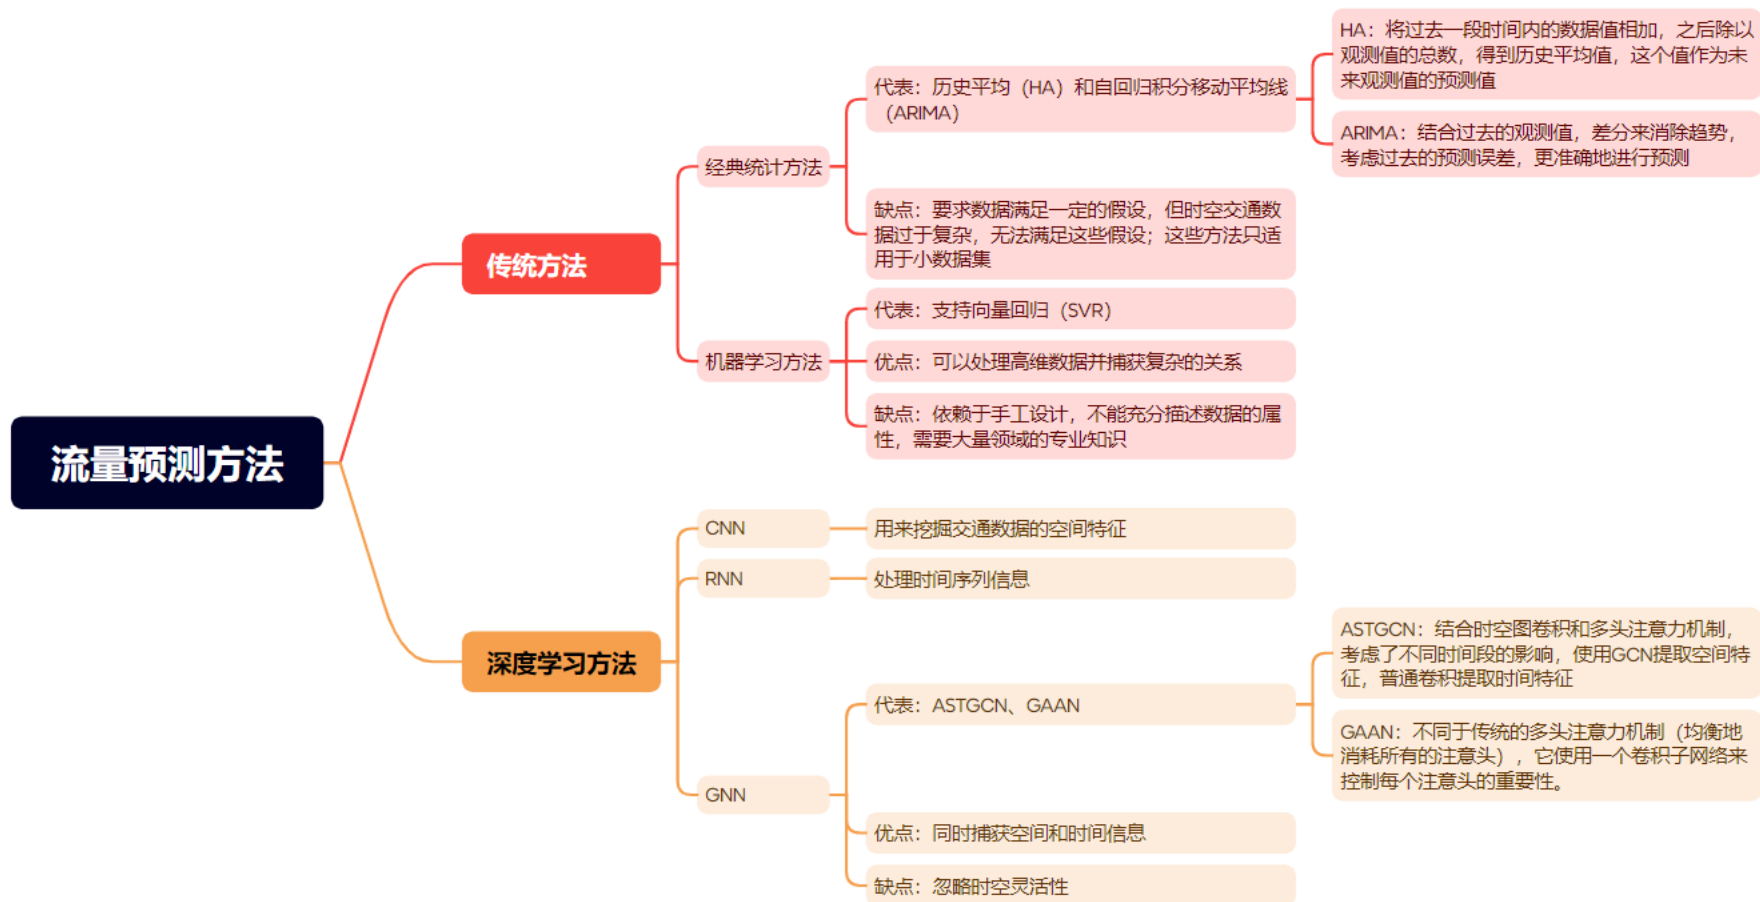 流量预测方法
传统方法
经典统计方法
代表：历史平均（HA）和自回归积分移动平均线
（ARIMA）
HA：将过去一段时间内的数据值相加，之后除以
观测值的总数，得到历史平均值，这个值作为未
来观测值的预测值
ARIMA：结合过去的观测值，差分来消除趋势，
考虑过去的预测误差，更准确地进行预测
缺点：要求数据满足一定的假设，但时空交通数
据过于复杂，无法满足这些假设；这些方法只适
用于小数据集
机器学习方法
代表：支持向量回归（SVR）
优点：可以处理高维数据并捕获复杂的关系
缺点：依赖于手工设计，不能充分描述数据的属
性，需要大量领域的专业知识
深度学习方法
CNN
用来挖掘交通数据的空间特征
RNN
处理时间序列信息
GNN
代表：ASTGCN、GAAN
ASTGCN：结合时空图卷积和多头注意力机制，
考虑了不同时间段的影响，使用GCN提取空间特
征，普通卷积提取时间特征
GAAN：不同于传统的多头注意力机制（均衡地
消耗所有的注意头），它使用一个卷积子网络来
控制每个注意头的重要性。
优点：同时捕获空间和时间信息
缺点：忽略时空灵活性